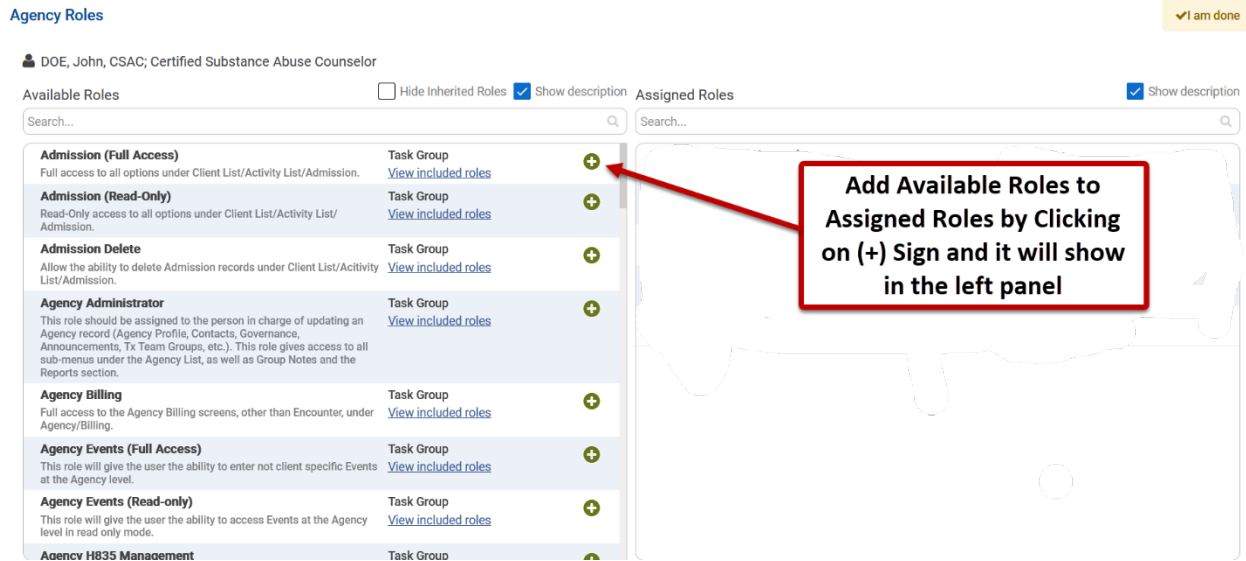 Agency Roles
✔I am done
DOE, John, CSAC; Certified Substance Abuse Counselor
Available Roles
Hide Inherited Roles
Show description
Assigned Roles
Show description
Search...
Search...
Admission (Full Access)
Task Group
Full access to all options under Client List/Activity List/Admission.
View included roles
Admission (Read-Only)
Task Group
Read-Only access to all options under Client List/Activity List/
Admission.
View included roles
Admission Delete
Task Group
Allow the ability to delete Admission records under Client List/Acitivity
List/Admission.
View included roles
Agency Administrator
Task Group
This role should be assigned to the person in charge of updating an
Agency record (Agency Profile, Contacts, Governance,
Announcements, Tx Team Groups, etc.). This role gives access to all
sub-menus under the Agency List, as well as Group Notes and the
Reports section.
View included roles
Agency Billing
Task Group
Full access to the Agency Billing screens, other than Encounter, under
Agency/Billing.
View included roles
Agency Events (Full Access)
Task Group
This role will give the user the ability to enter not client specific Events
at the Agency level.
View included roles
Agency Events (Read-only)
Task Group
This role will give the user the ability to access Events at the Agency
level in read only mode.
View included roles
Agency H835 Management
Task Group
Add Available Roles to
Assigned Roles by Clicking
on (+) Sign and it will show
in the left panel